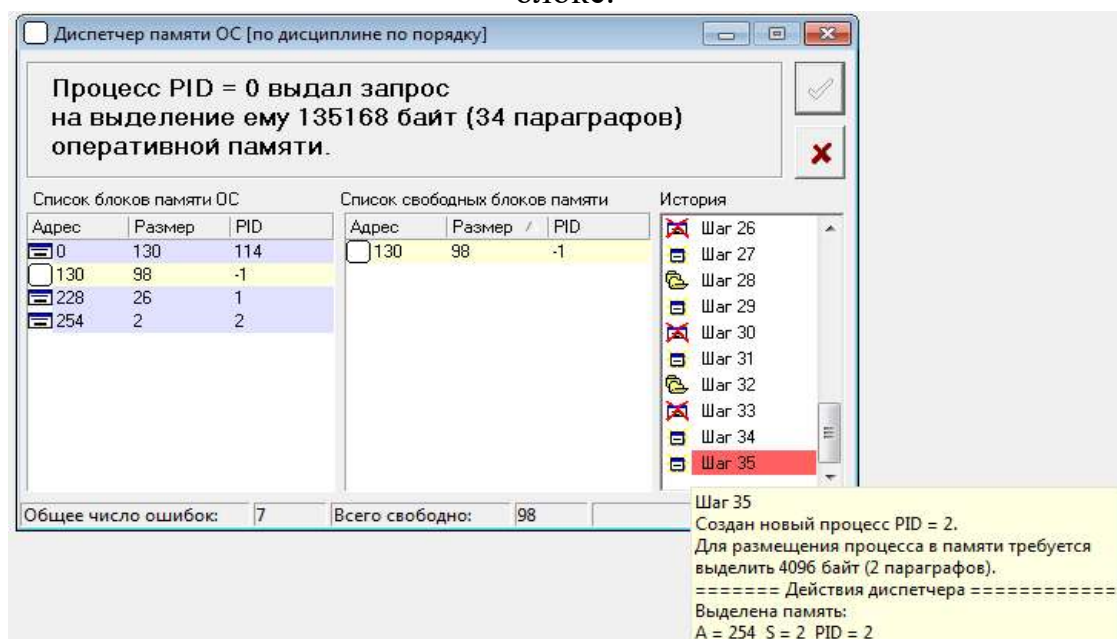 блоке.
Диспетчер памяти ОС [по дисциплине по порядку]
Процесс PID = 0 выдал запрос
на выделение ему 135168 байт (34 параграфов)
оперативной памяти.
Список блоков памяти ОС
Адрес Размер PID
0 130 114
130 98 -1
228 26 1
254 2 2
Список свободных блоков памяти
Адрес Размер PID
130 98 -1
История
Шаг 26
Шаг 27
Шаг 28
Шаг 29
Шаг 30
Шаг 31
Шаг 32
Шаг 33
Шаг 34
Шаг 35
Общее число ошибок: 7 Всего свободно: 98
Шаг 35
Создан новый процесс PID = 2.
Для размещения процесса в памяти требуется
выделить 4096 байт (2 параграфов).
======= Действия диспетчера ============
Выделена память:
A = 254 S = 2 PID = 2